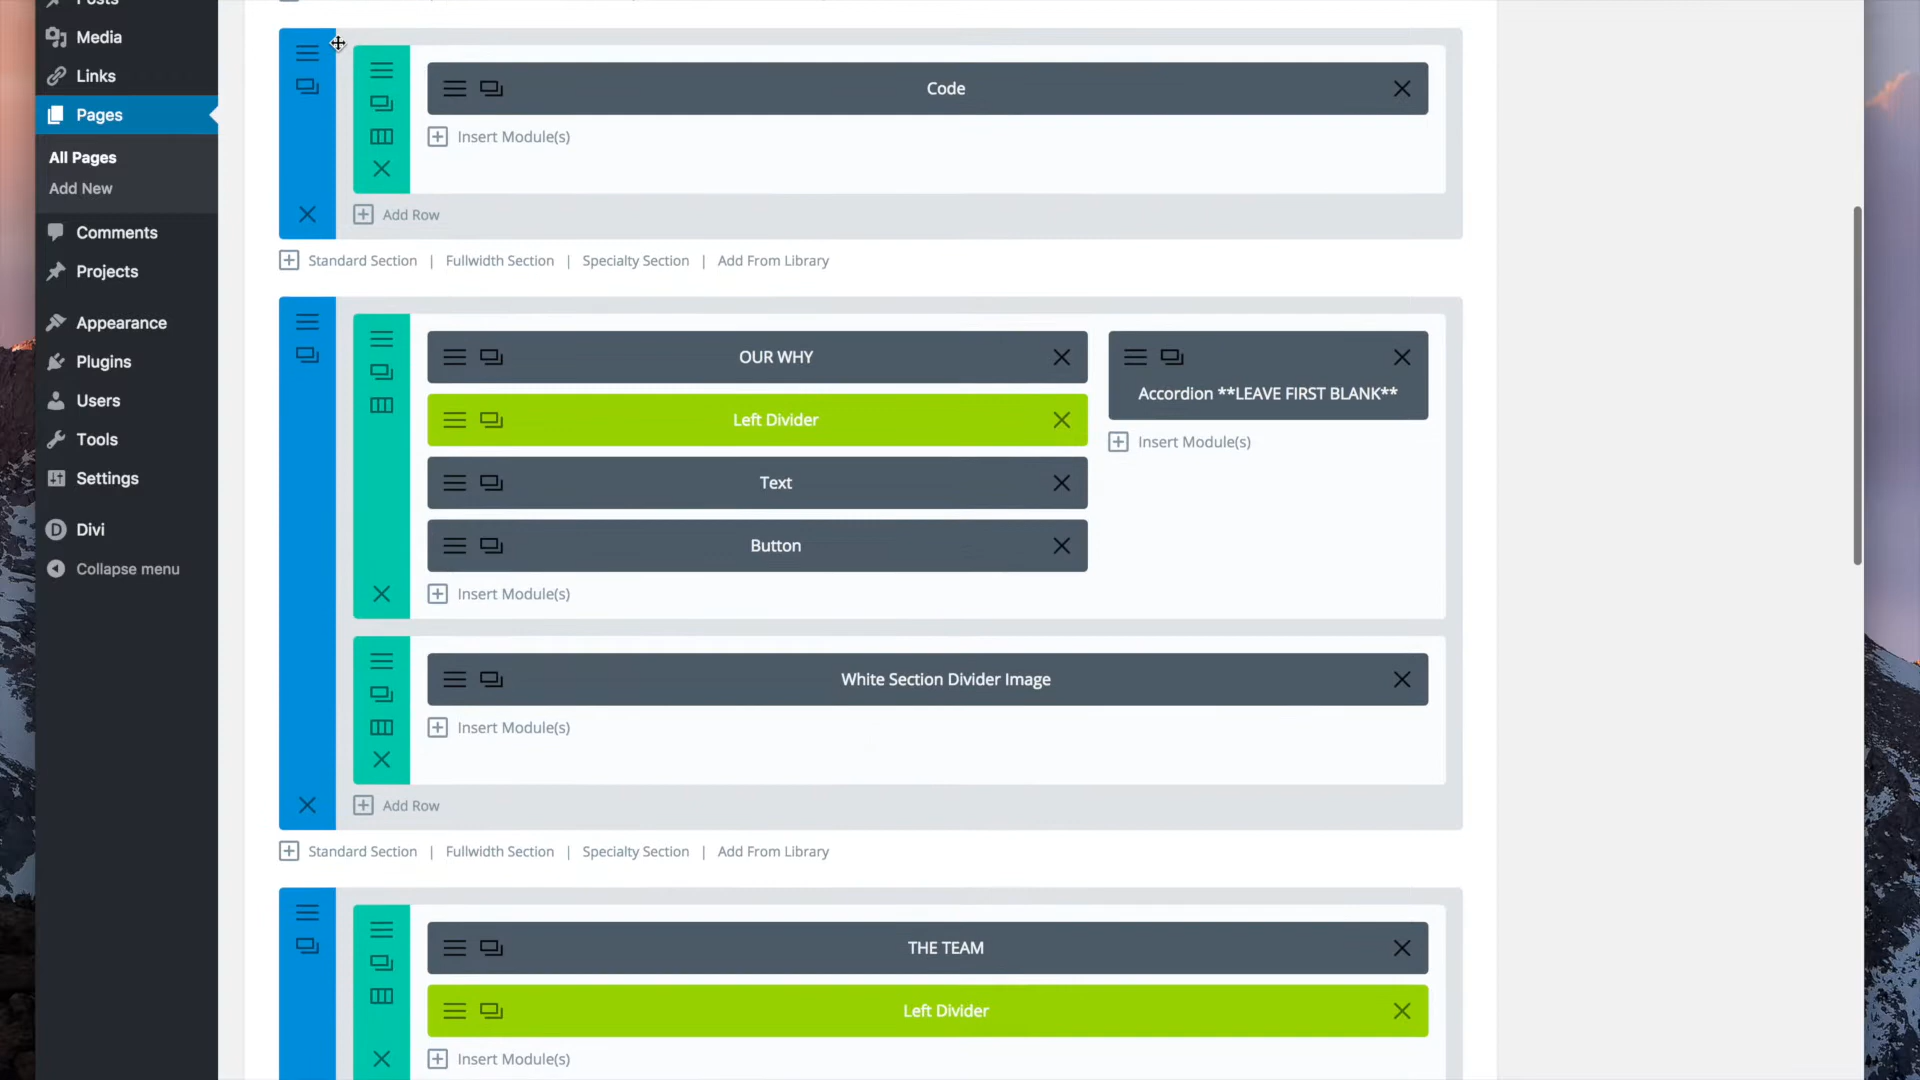 Posts
Media
Links
Pages
All Pages
Add New
Comments
Projects
Appearance
Plugins
Users
Tools
Settings
Divi
Collapse menu
Code
Insert Module(s)
Add Row
Standard Section | Fullwidth Section | Specialty Section | Add From Library
OUR WHY
Left Divider
Text
Button
Insert Module(s)
Accordion **LEAVE FIRST BLANK**
Insert Module(s)
White Section Divider Image
Insert Module(s)
Add Row
Standard Section | Fullwidth Section | Specialty Section | Add From Library
THE TEAM
Left Divider
Insert Module(s)